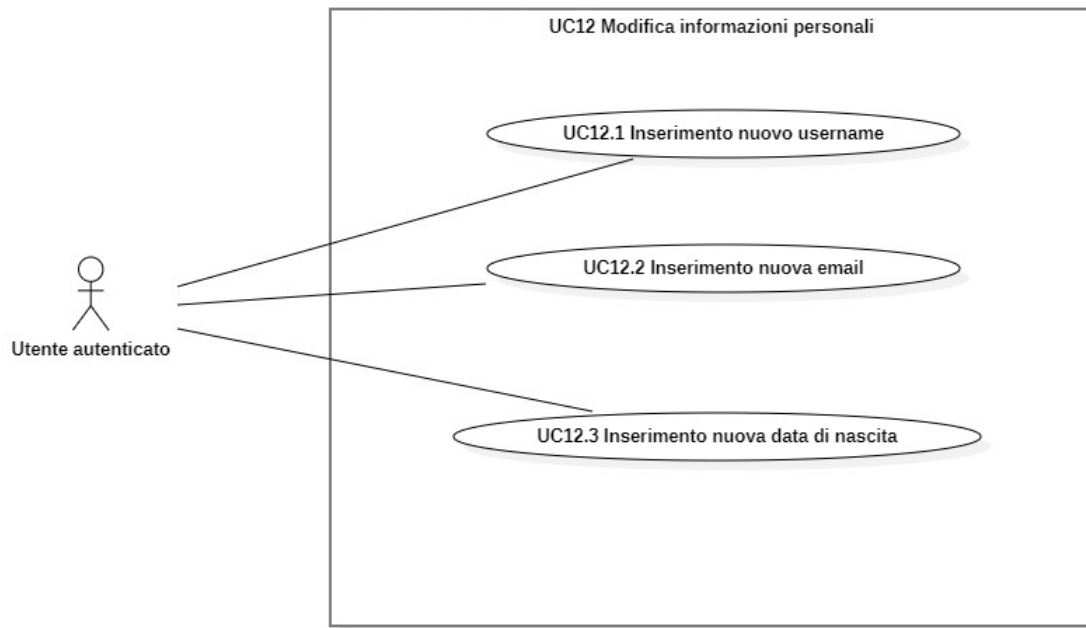 UC12 Modifica informazioni personali
UC12.1 Inserimento nuovo username
UC12.2 Inserimento nuova email
Utente autenticato
UC12.3 Inserimento nuova data di nascita